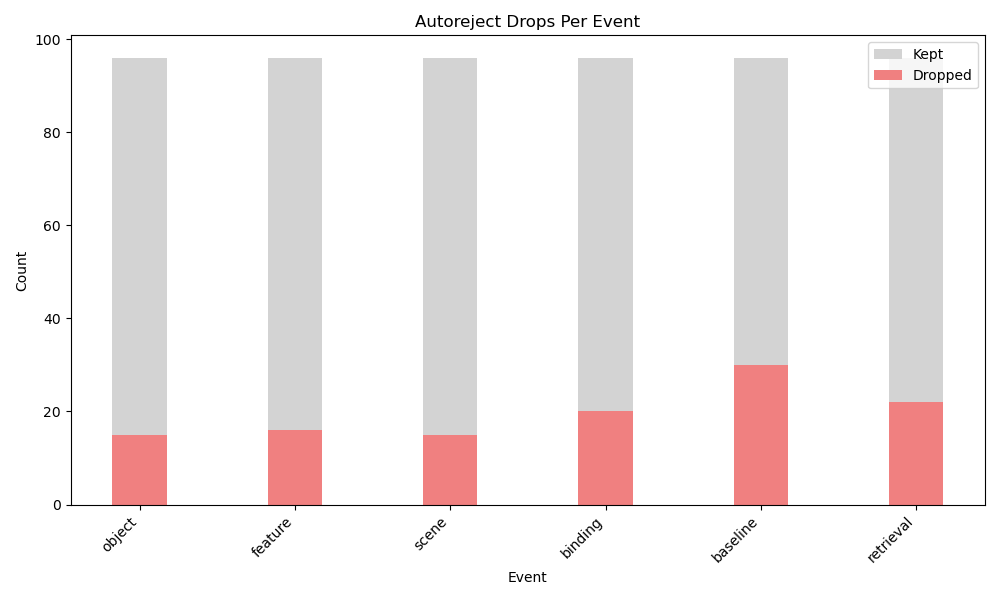 Autoreject Drops Per Event
Kept
Dropped
100
80
60
40
20
0
Count
object
feature
scene
binding
baseline
retrieval
Event